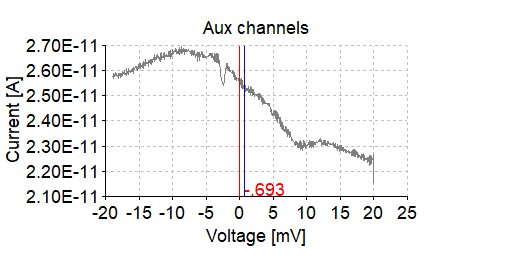 Aux channels
2.70E-11
2.60E-11
2.50E-11
2.40E-11
2.30E-11
2.20E-11
2.10E-11
Current [A]
-.693
-20 -15 -10 -5 0 5 10 15 20 25
Voltage [mV]